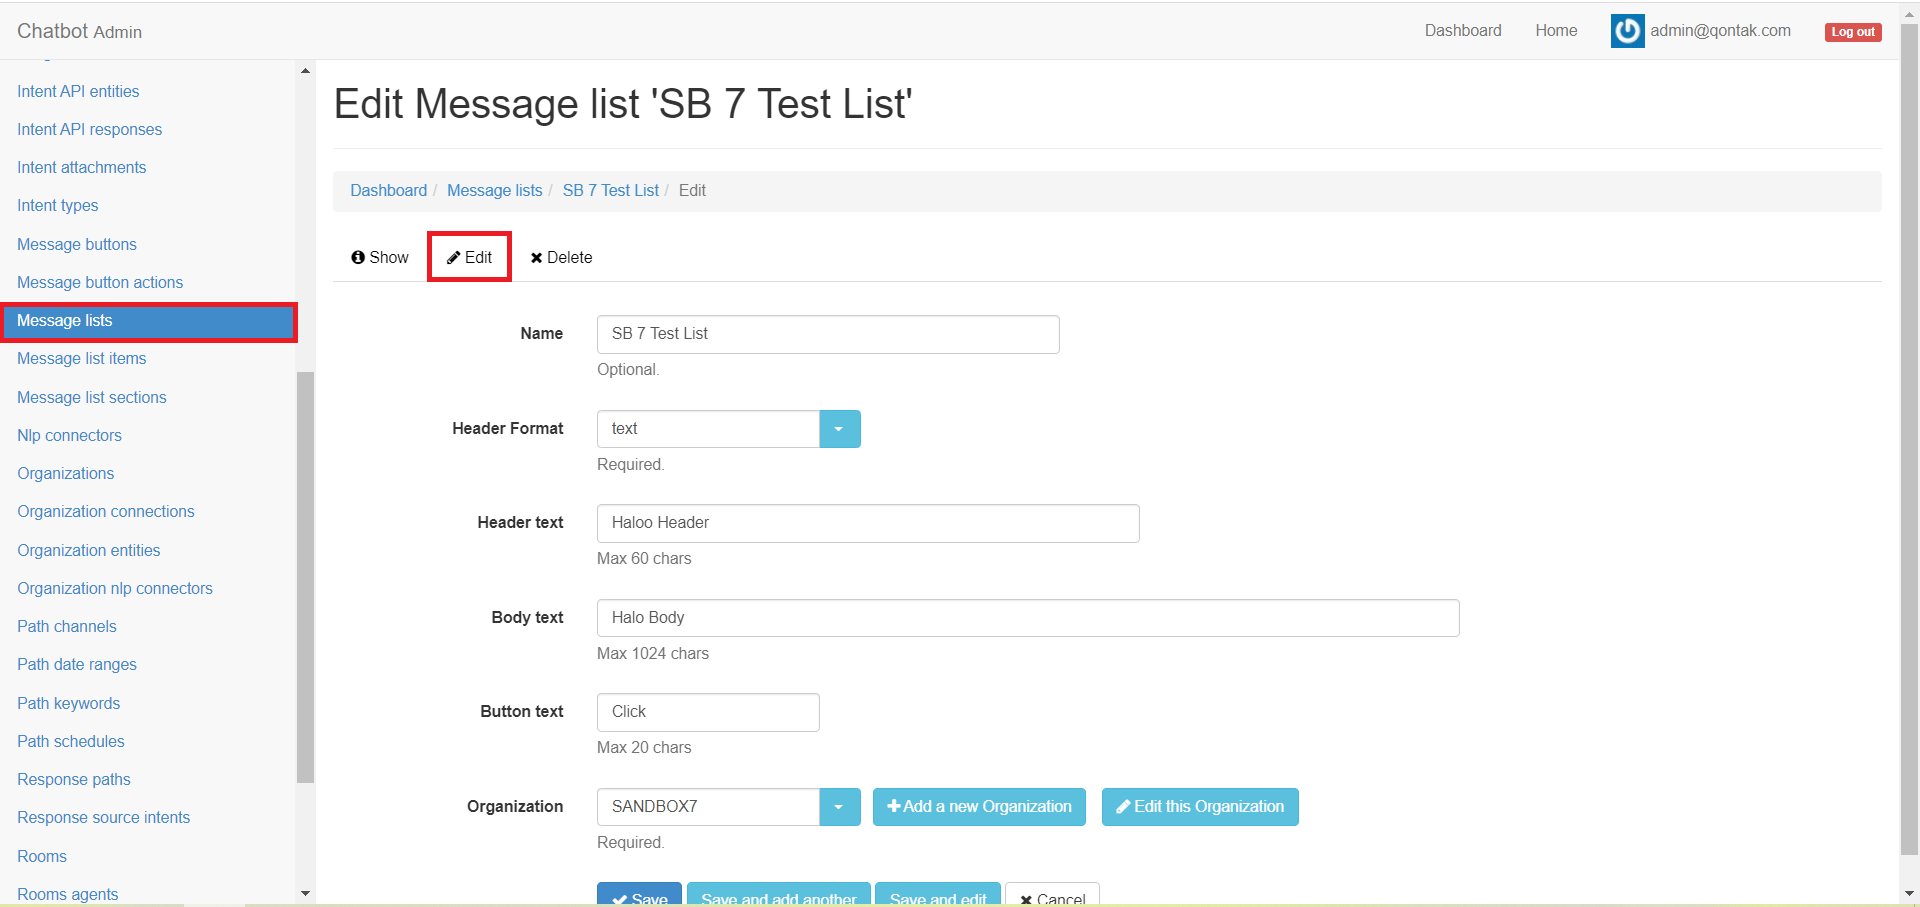 Chatbot Admin
Dashboard
Home
admin@qontak.com
Log out
Intent API entities
Intent API responses
Intent attachments
Intent types
Message buttons
Message button actions
Message lists
Message list items
Message list sections
Nlp connectors
Organizations
Organization connections
Organization entities
Organization nlp connectors
Path channels
Path date ranges
Path keywords
Path schedules
Response paths
Response source intents
Rooms
Rooms agents
Edit Message list 'SB 7 Test List'
Dashboard / Message lists / SB 7 Test List / Edit
Show
Edit
Delete
Name
SB 7 Test List
Optional.
Header Format
text
Required.
Header text
Haloo Header
Max 60 chars
Body text
Halo Body
Max 1024 chars
Button text
Click
Max 20 chars
Organization
SANDBOX7
Add a new Organization
Edit this Organization
Required.
Save
Save and add another
Save and edit
Cancel